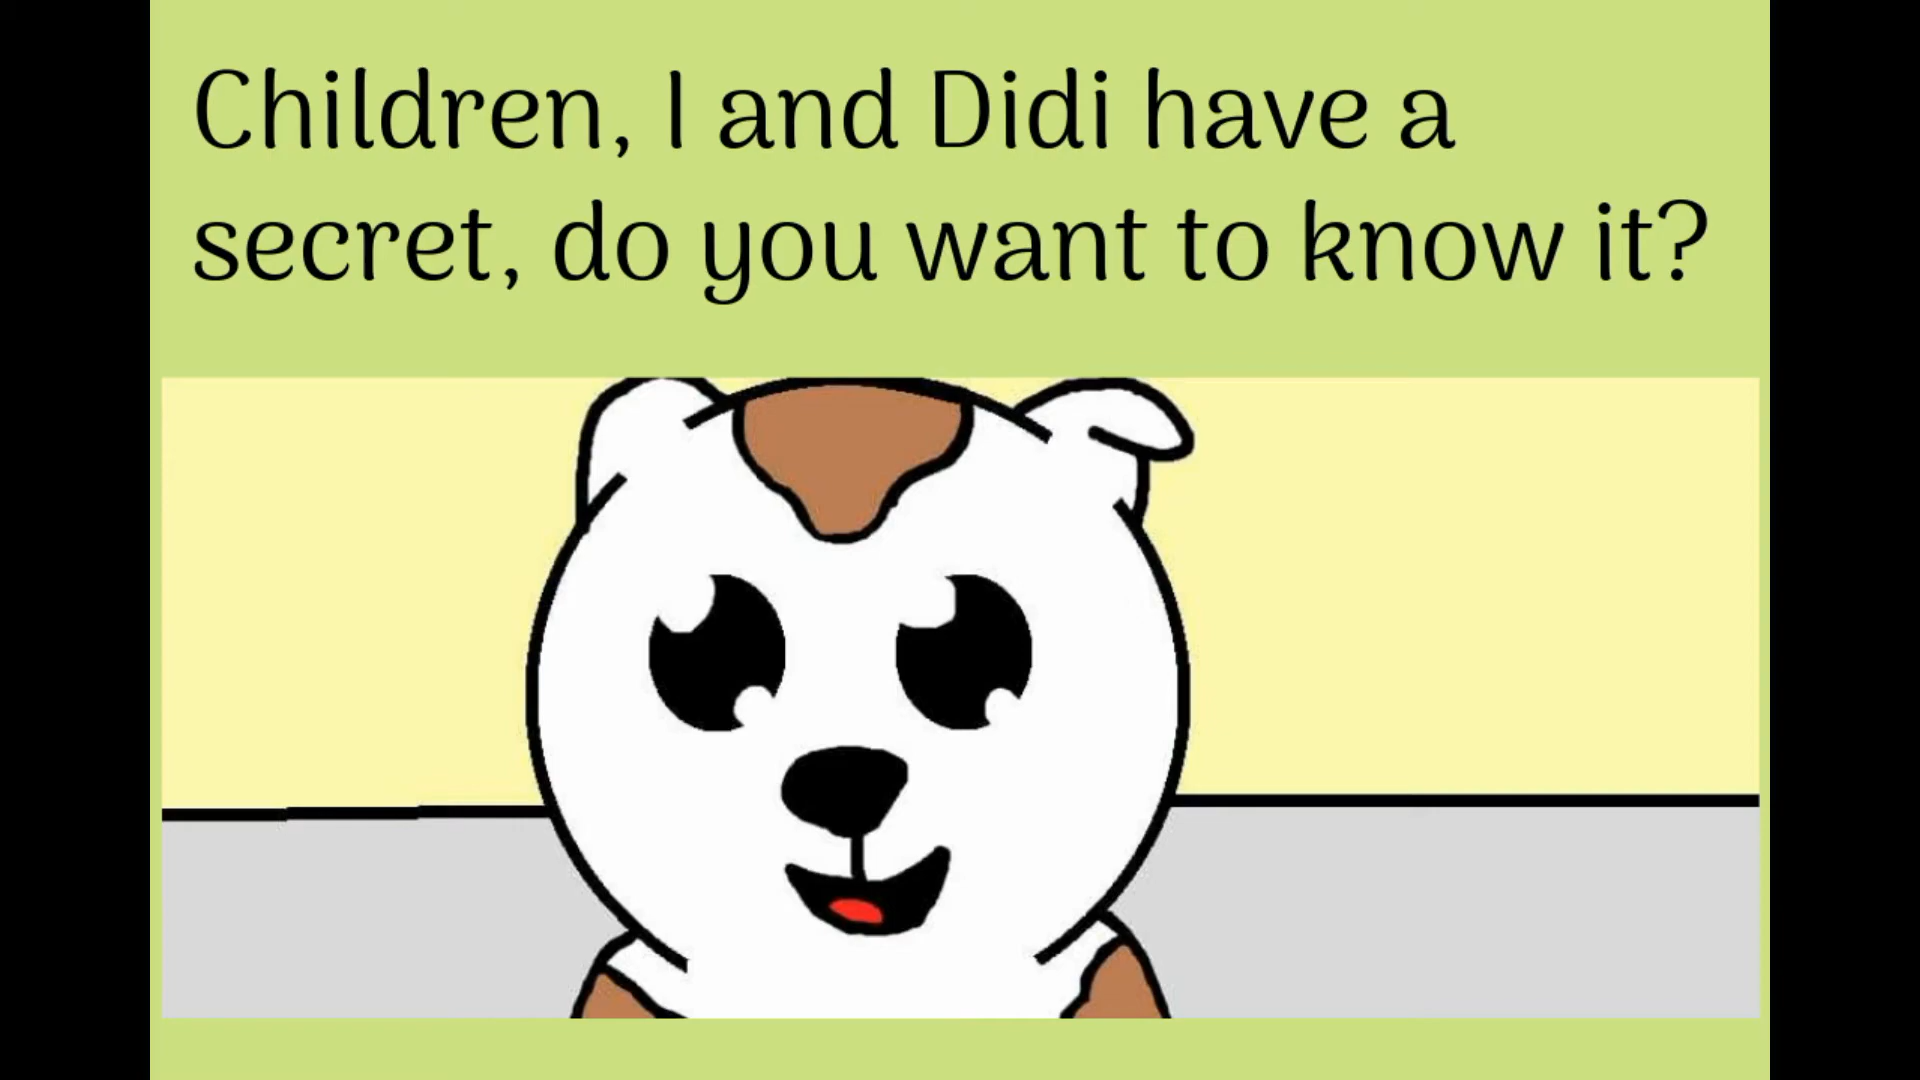 Children, I and Didi have a
secret, do you want to know it?